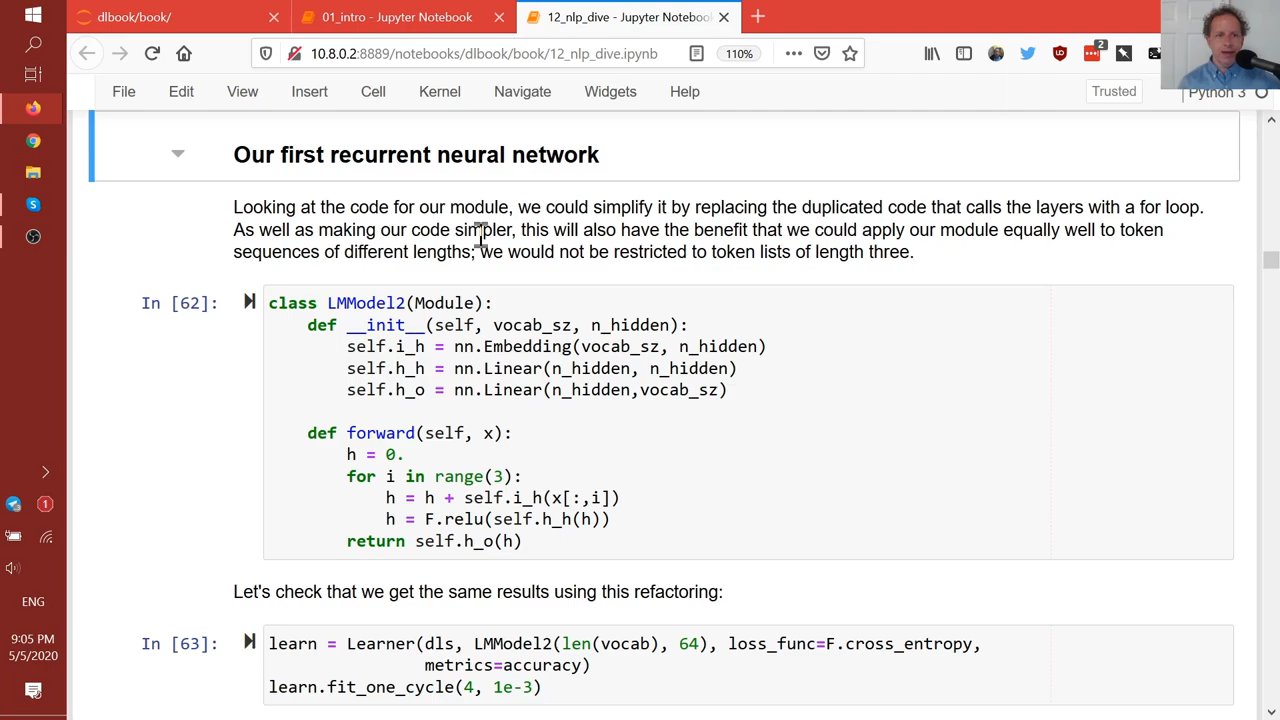 dlbook/book/
01_intro - Jupyter Notebook
12_nlp_dive - Jupyter Notebook
10.8.0.2:8889/notebooks/dlbook/book/12_nlp_dive.ipynb
110%
2
File Edit View Insert Cell Kernel Navigate Widgets Help
Trusted
Python 3
Our first recurrent neural network
Looking at the code for our module, we could simplify it by replacing the duplicated code that calls the layers with a for loop.
As well as making our code simpler, this will also have the benefit that we could apply our module equally well to token
sequences of different lengths; we would not be restricted to token lists of length three.
In [62]:
class LMModel2(Module):
    def __init__(self, vocab_sz, n_hidden):
        self.i_h = nn.Embedding(vocab_sz, n_hidden)
        self.h_h = nn.Linear(n_hidden, n_hidden)
        self.h_o = nn.Linear(n_hidden,vocab_sz)
    def forward(self, x):
        h = 0.
        for i in range(3):
            h = h + self.i_h(x[:,i])
            h = F.relu(self.h_h(h))
        return self.h_o(h)
Let's check that we get the same results using this refactoring:
In [63]:
learn = Learner(dls, LMModel2(len(vocab), 64), loss_func=F.cross_entropy,
                metrics=accuracy)
learn.fit_one_cycle(4, 1e-3)
1
ENG
9:05 PM
5/5/2020